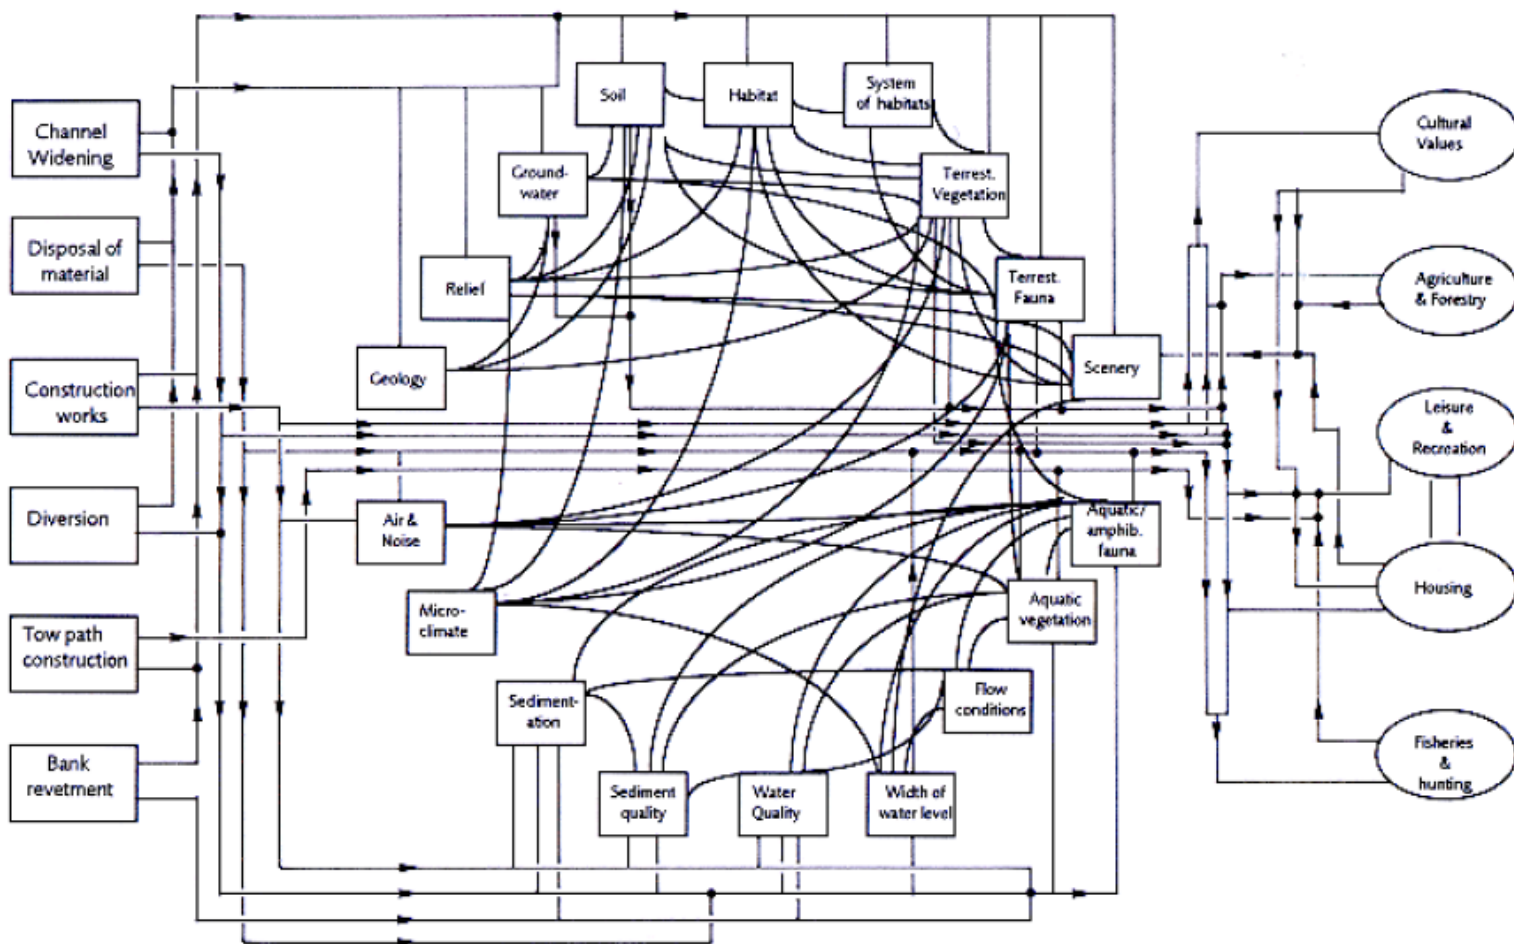 Channel
Widening
Disposal of
material
Construction
works
Diversion
Tow path
construction
Bank
revetment
Soil
Habitat
System
of habitats
Ground-
water
Terrest.
Vegetation
Relief
Terrest.
Fauna
Geology
Scenery
Air &
Noise
Aquatic/
amphib.
fauna
Micro-
climate
Aquatic
vegetation
Sediment-
ation
Flow
conditions
Sediment
quality
Water
Quality
Width of
water level
Cultural
Values
Agriculture
& Forestry
Leisure
&
Recreation
Housing
Fisheries
&
hunting